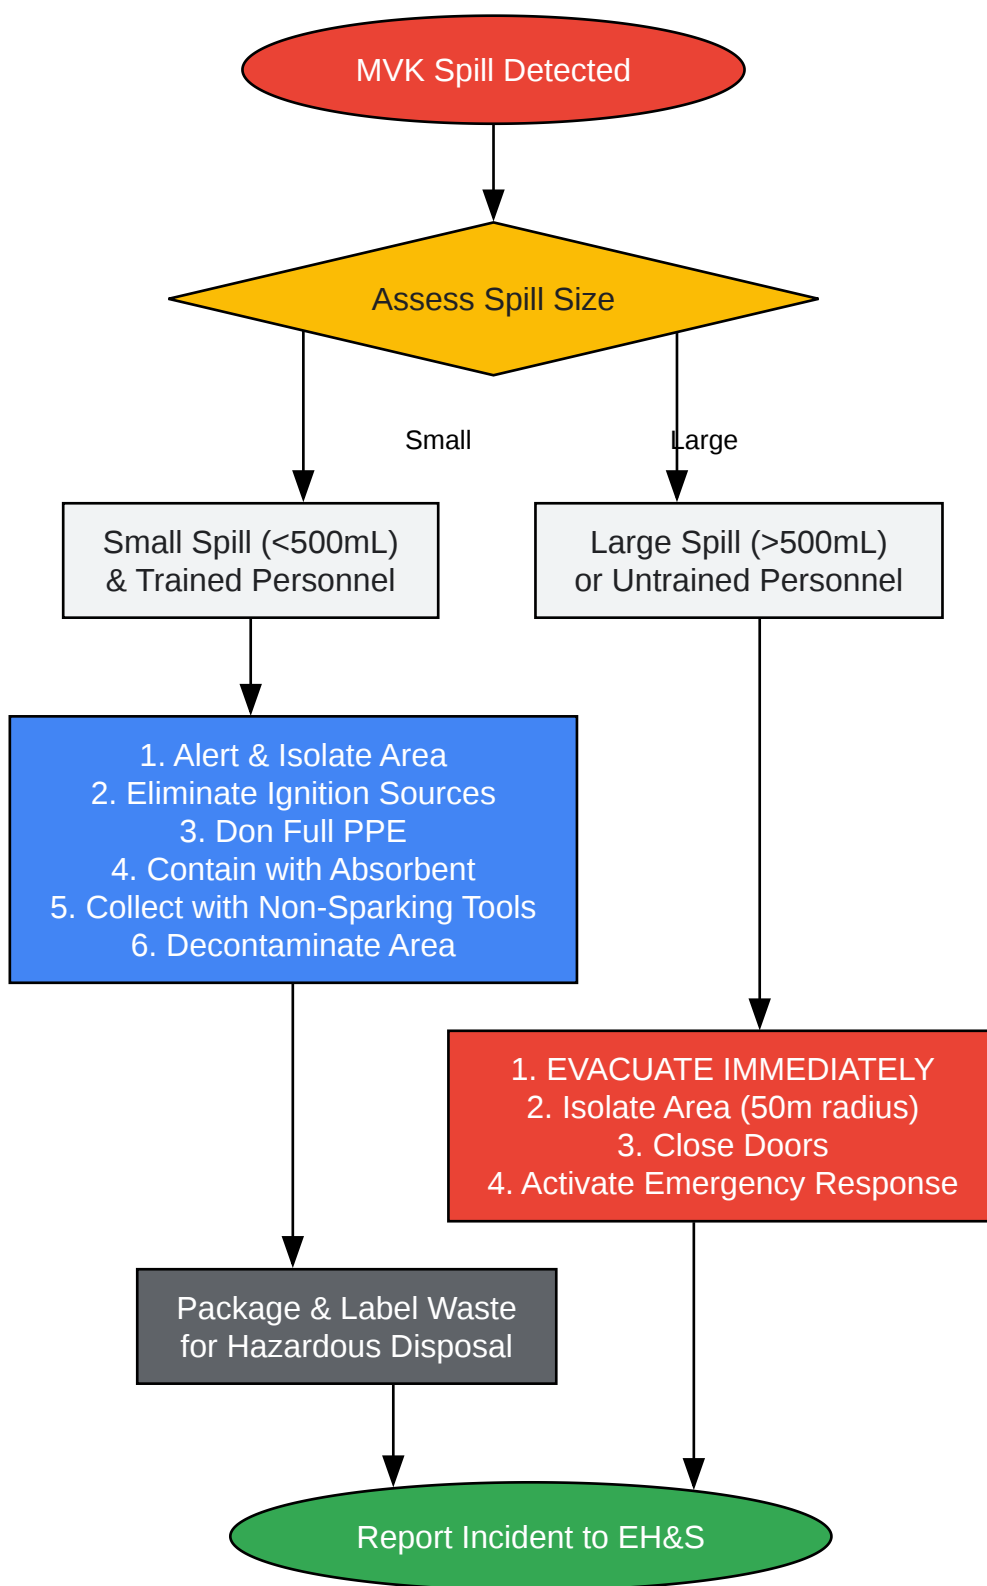 MVK Spill Detected
Assess Spill Size
Small
Large
Small Spill (<500mL)
& Trained Personnel
Large Spill (>500mL)
or Untrained Personnel
1. Alert & Isolate Area
2. Eliminate Ignition Sources
3. Don Full PPE
4. Contain with Absorbent
5. Collect with Non-Sparking Tools
6. Decontaminate Area
1. EVACUATE IMMEDIATELY
2. Isolate Area (50m radius)
3. Close Doors
4. Activate Emergency Response
Package & Label Waste
for Hazardous Disposal
Report Incident to EH&S